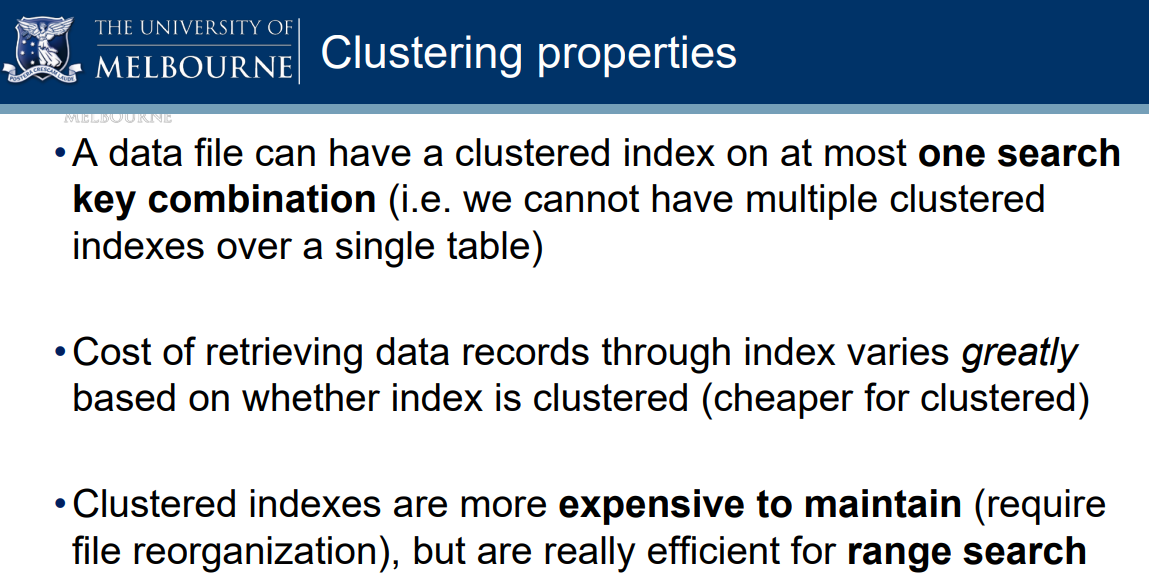 THE UNIVERSITY OF
MELBOURNE
Clustering properties
MELBOURNE
•A data file can have a clustered index on at most one search
key combination (i.e. we cannot have multiple clustered
indexes over a single table)
•Cost of retrieving data records through index varies greatly
based on whether index is clustered (cheaper for clustered)
•Clustered indexes are more expensive to maintain (require
file reorganization), but are really efficient for range search